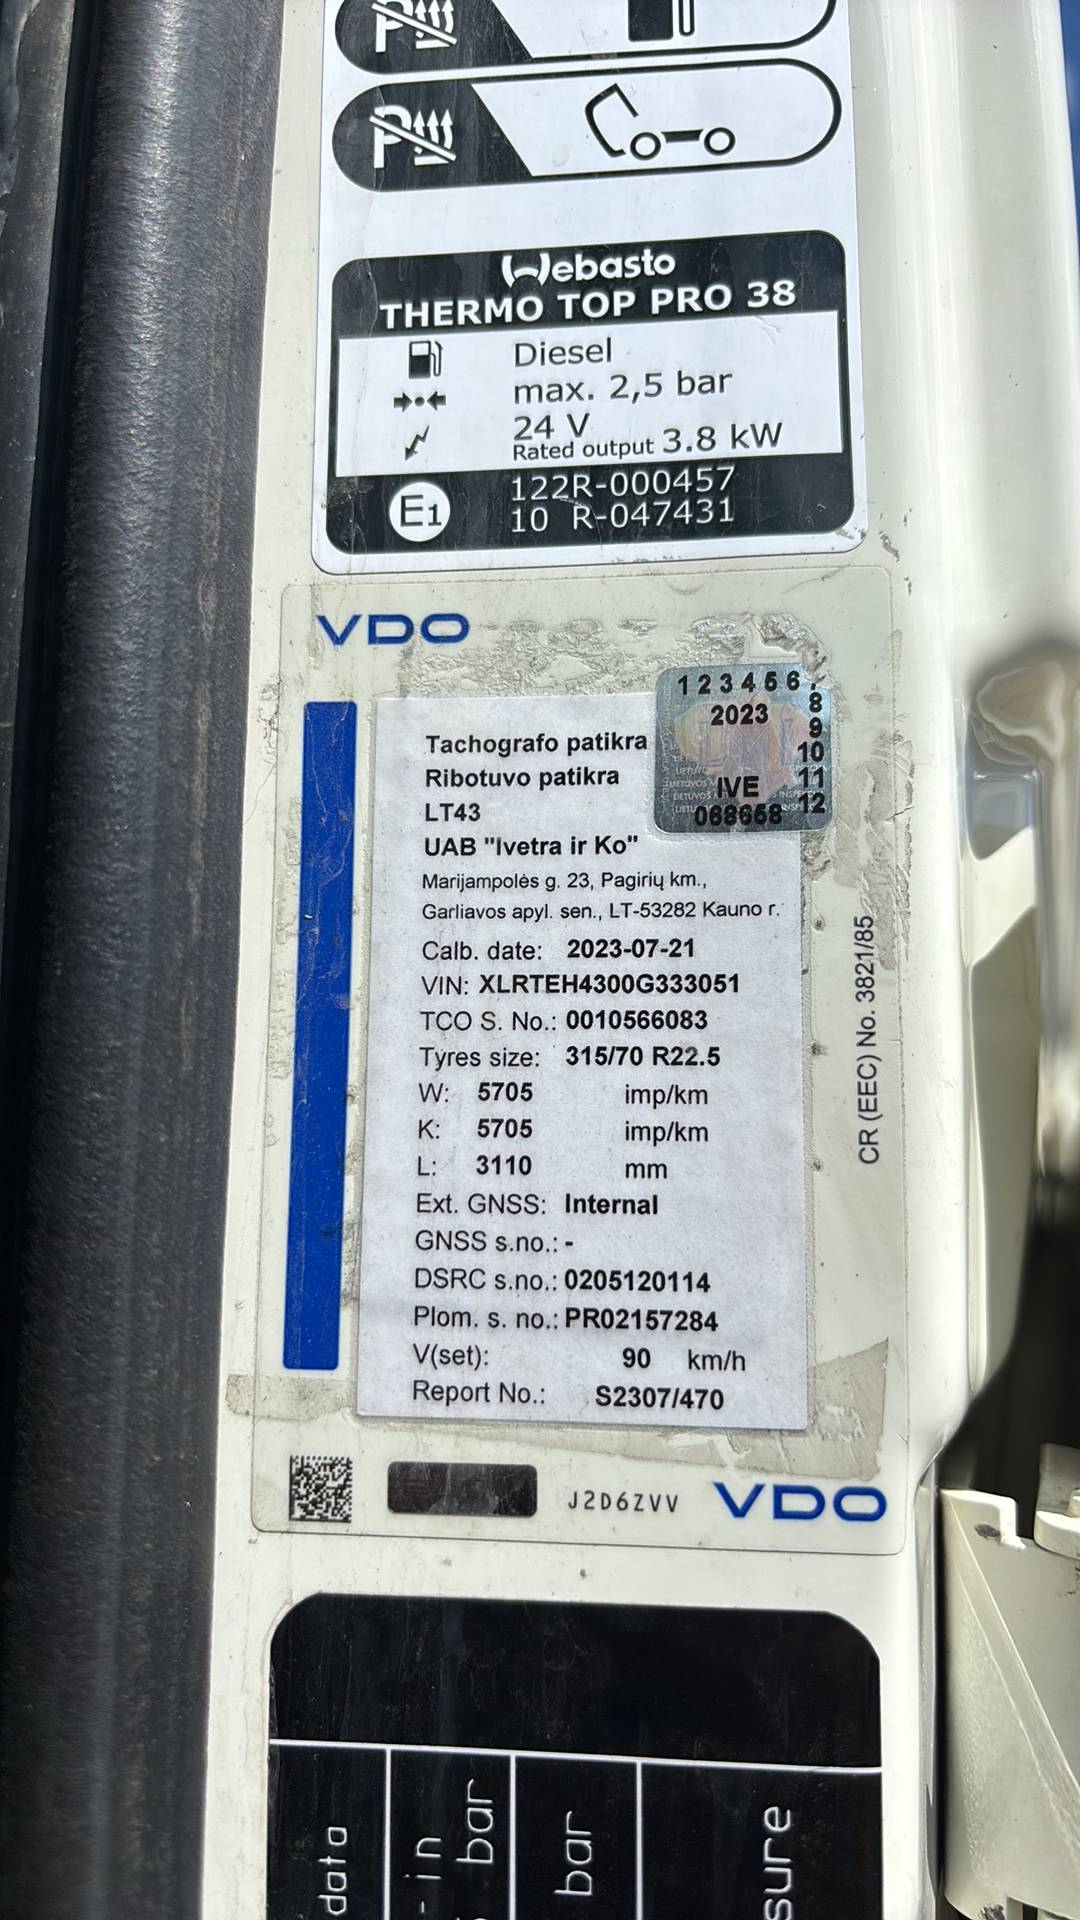 P
P
Webasto
THERMO TOP PRO 38
Diesel
max. 2,5 bar
24 V
Rated output 3.8 kW
E1
122R-000457
10 R-047431
VDO
1 2 3 4 5 6 7
8
9
10
11
12
2023
IVE
068658
Tachografo patikra
Ribotuvo patikra
LT43
UAB "Ivetra ir Ko"
Marijampolės g. 23, Pagirių km.,
Garliavos apyl. sen., LT-53282 Kauno r.
Calb. date: 2023-07-21
VIN: XLRTEH4300G333051
TCO S. No.: 0010566083
Tyres size: 315/70 R22.5
W: 5705 imp/km
K: 5705 imp/km
L: 3110 mm
Ext. GNSS: Internal
GNSS s.no.: -
DSRC s.no.: 0205120114
Plom. s. no.: PR02157284
V(set): 90 km/h
Report No.: S2307/470
CR (EEC) No. 3821/85
J2D6ZVV
VDO
data
-in
bar
bar
sure